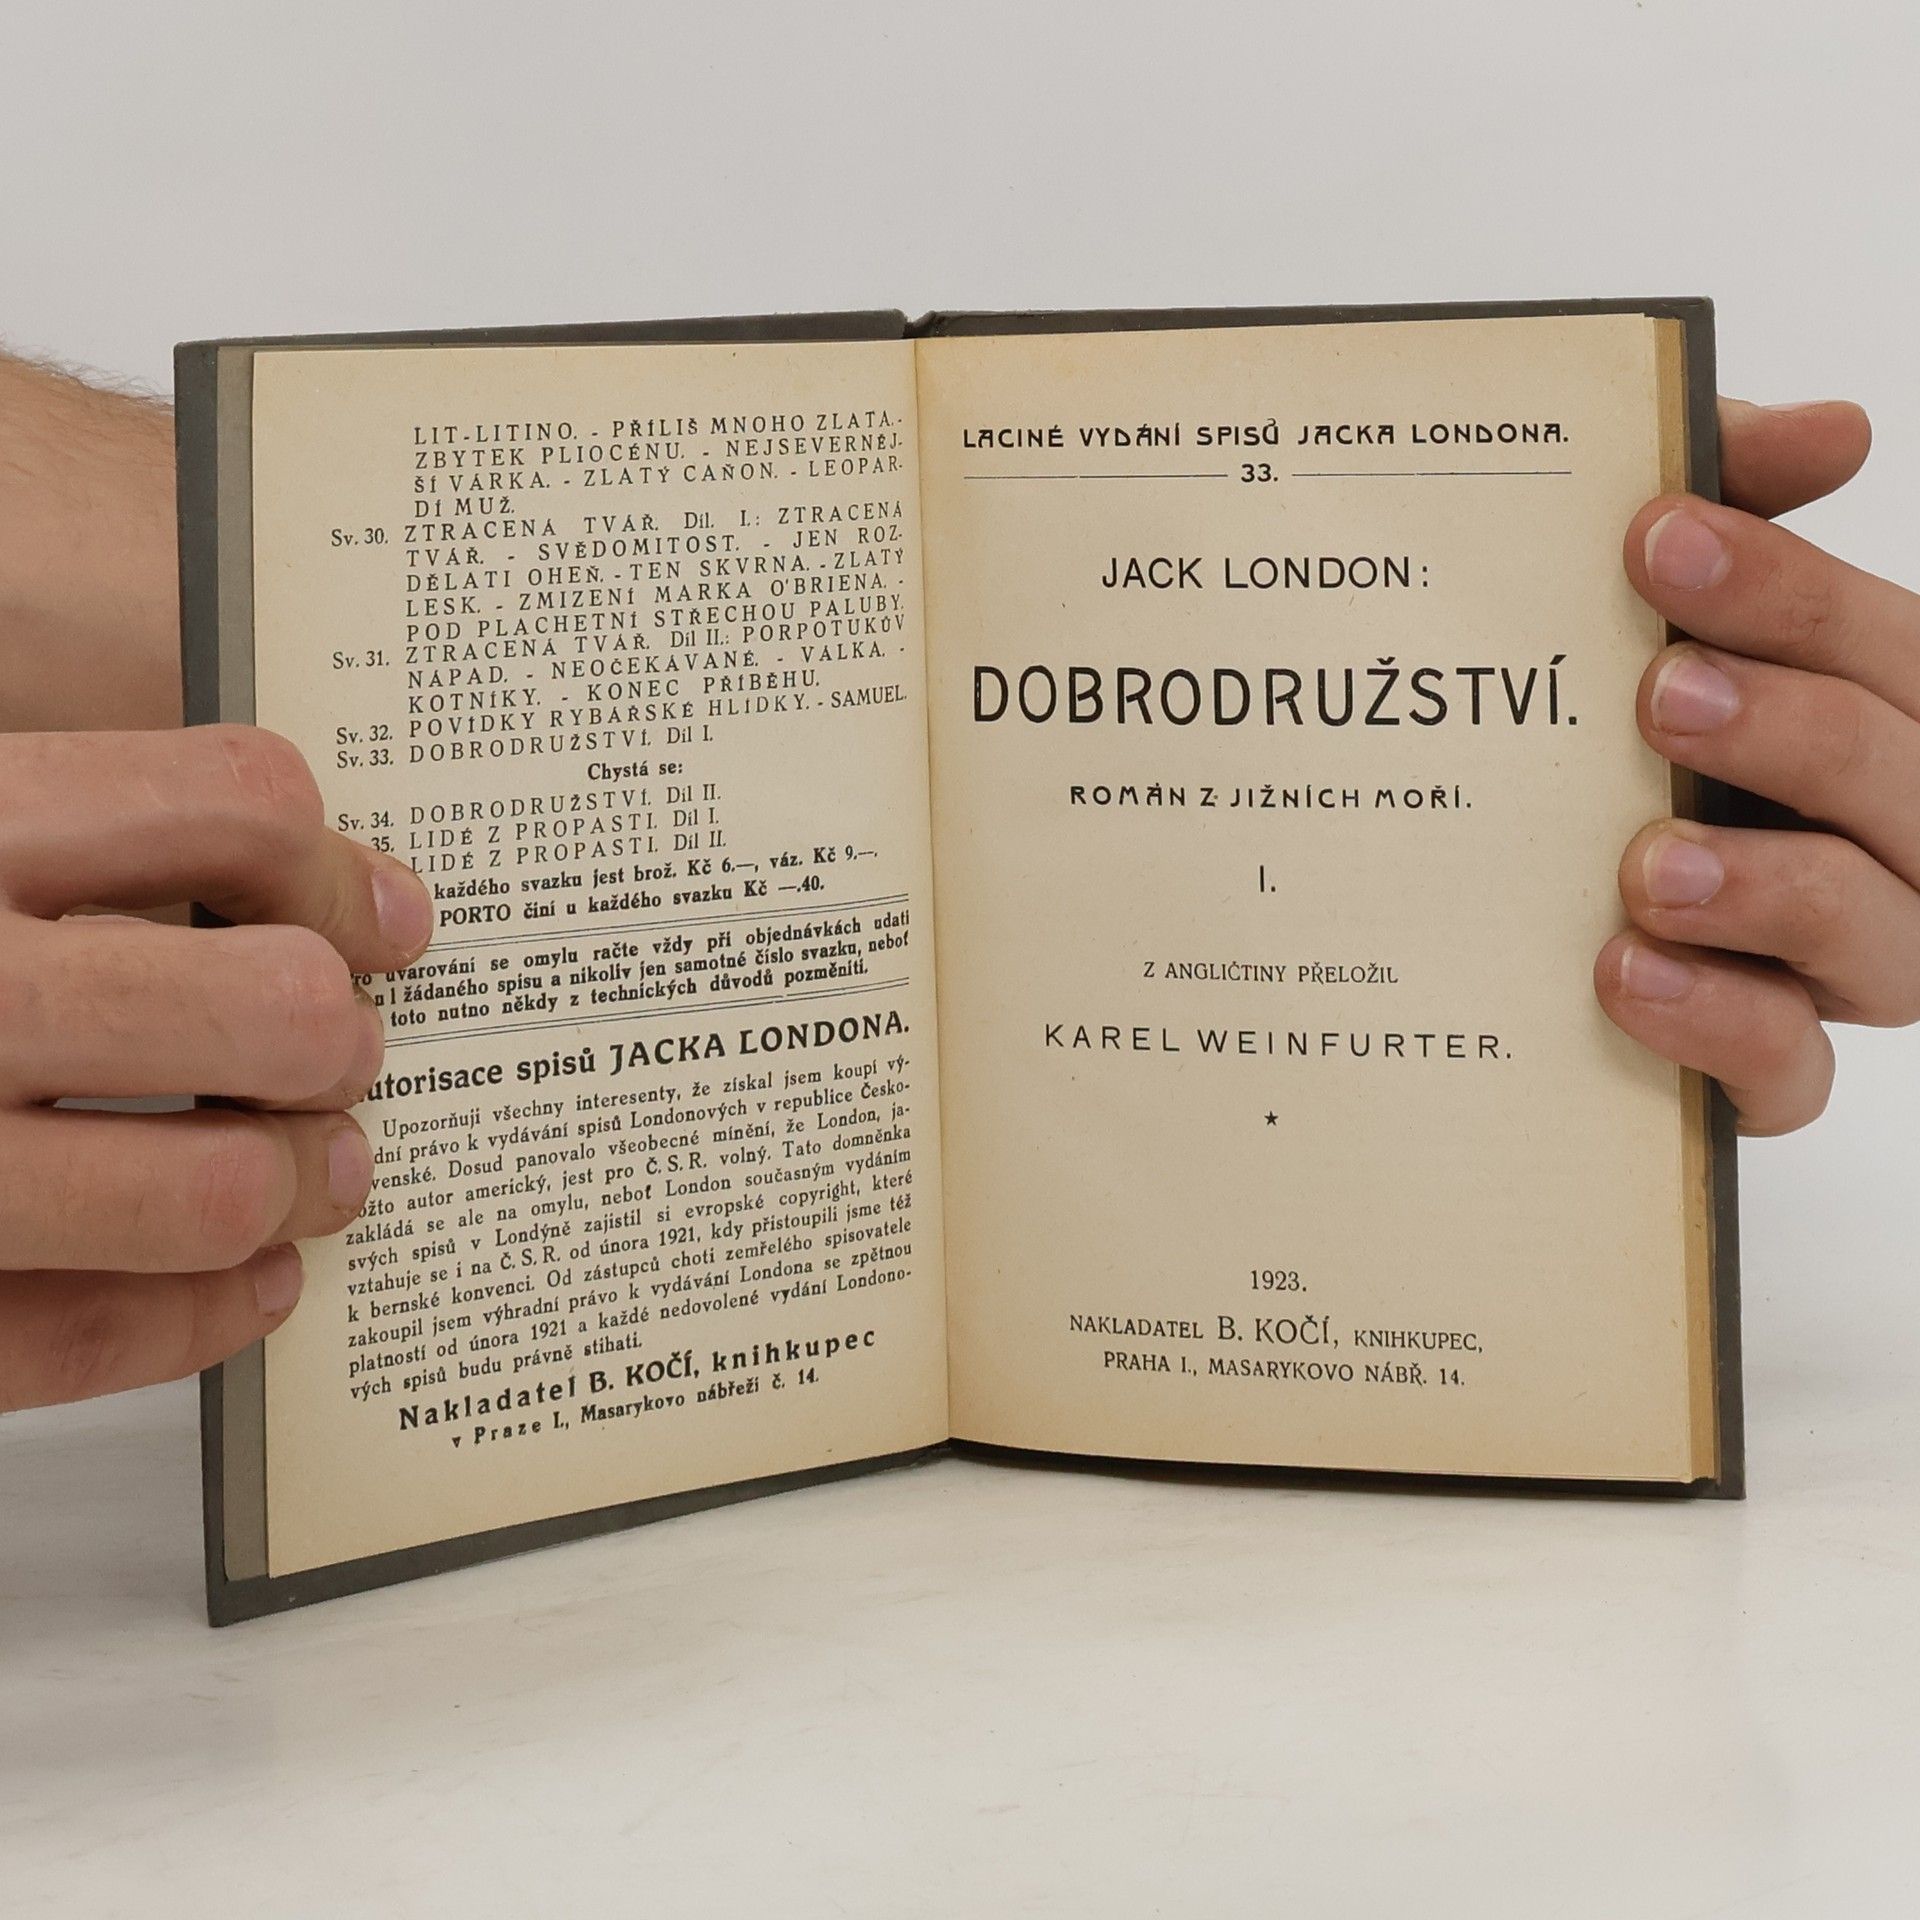 LIT-LITINO. - PŘÍLIŠ MNOHO ZLATA.-
ZBYTEK PLIOCÉNU. - NEJSEVERNĚJ-
ŠÍ VÁRKA. - ZLATÝ CAÑON. - LEOPAR-
DÍ MUŽ.
Sv. 30. ZTRACENÁ TVÁŘ. Díl. I.: ZTRACENÁ
TVÁŘ. - SVĚDOMITOST. - JEN ROZ-
DĚLATI OHEŇ. - TEN SKVRNA. - ZLATÝ
LESK. - ZMIZENÍ MARKA O'BRIENA. -
POD PLACHETNÍ STŘECHOU PALUBY.
Sv. 31. ZTRACENÁ TVÁŘ. Díl II.: PORPOTUKŮV
NÁPAD. - NEOČEKÁVANÉ. - VÁLKA. -
KOTNÍKY. - KONEC PŘÍBĚHU.
Sv. 32. POVÍDKY RYBÁŘSKÉ HLÍDKY. - SAMUEL.
Sv. 33. DOBRODRUŽSTVÍ. Díl I.
Chystá se:
Sv. 34. DOBRODRUŽSTVÍ. Díl II.
35. LIDÉ Z PROPASTI. Díl I.
LIDÉ Z PROPASTI. Díl II.
každého svazku jest brož. Kč 6.—, váz. Kč 9.—.
PORTO činí u každého svazku Kč —.40.
uvarování se omylu račte vždy při objednávkách udati
žádaného spisu a nikoliv jen samotné číslo svazku, neboť
toto nutno někdy z technických důvodů pozměniti.
utorisace spisů JACKA LONDONA.
Upozorňuji všechny interesenty, že získal jsem koupí vý-
dní právo k vydávání spisů Londonových v republice Česko-
venské. Dosud panovalo všeobecné mínění, že London, ja-
ožto autor americký, jest pro Č. S. R. volný. Tato domněnka
zakládá se ale na omylu, neboť London současným vydáním
svých spisů v Londýně zajistil si evropské copyright, které
vztahuje se i na Č. S. R. od února 1921, kdy přistoupili jsme též
k bernské konvenci. Od zástupců choti zemřelého spisovatele
zakoupil jsem výhradní právo k vydávání Londona se zpětnou
platností od února 1921 a každé nedovolené vydání Londono-
vých spisů budu právně stihati.
Nakladatel B. KOČÍ, knihkupec
v Praze I., Masarykovo nábřeží č. 14.
LACINÉ VYDÁNÍ SPISŮ JACKA LONDONA.
33.
JACK LONDON:
DOBRODRUŽSTVÍ.
ROMÁN Z JIŽNÍCH MOŘÍ.
I.
Z ANGLIČTINY PŘELOŽIL
KAREL WEINFURTER.
★
1923.
NAKLADATEL B. KOČÍ, KNIHKUPEC,
PRAHA I., MASARYKOVO NÁBŘ. 14.